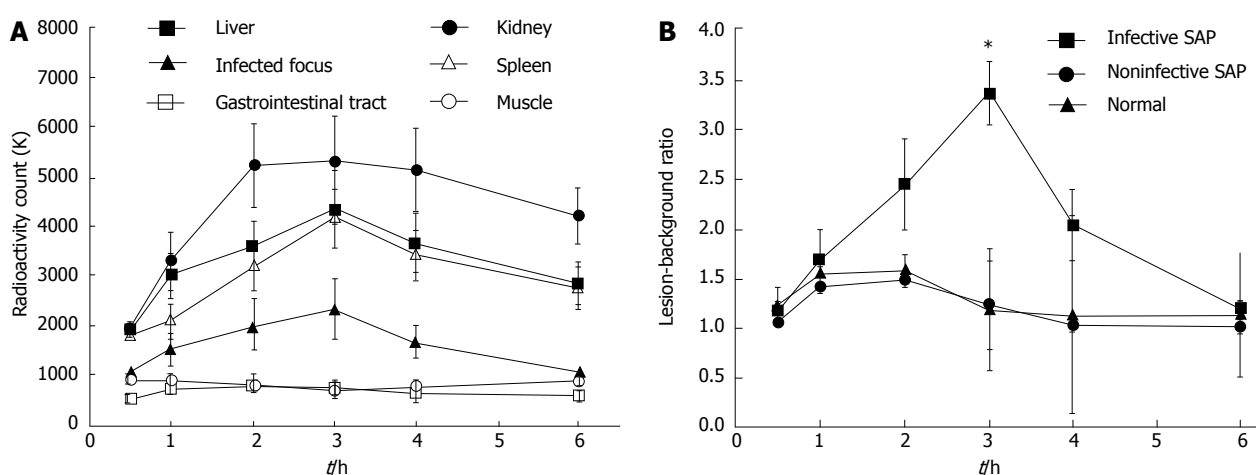 A
Liver
Kidney
Infected focus
Spleen
Gastrointestinal tract
Muscle
Radioactivity count (K)
8000
7000
6000
5000
4000
3000
2000
1000
0
0 1 2 3 4 5 6
t/h
B
Infective SAP
Noninfective SAP
Normal
*
Lesion-background ratio
4.0
3.5
3.0
2.5
2.0
1.5
1.0
0.5
0.0
0 1 2 3 4 5 6
t/h